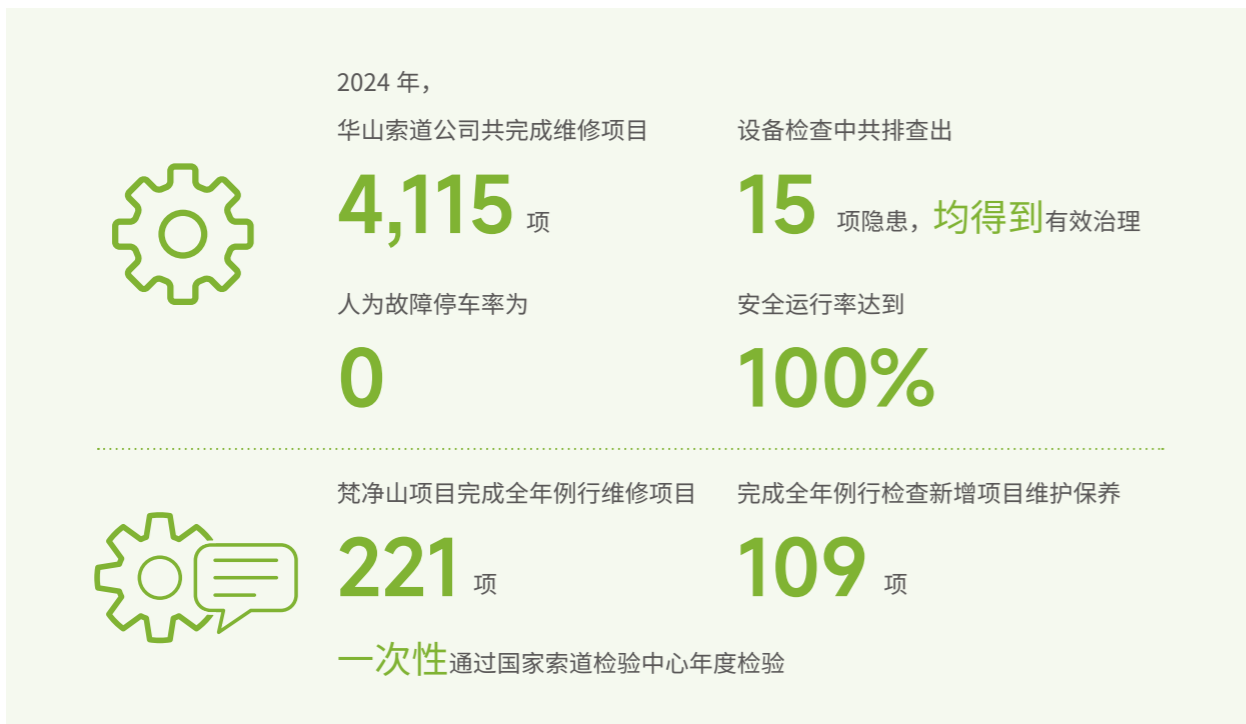 2024 年，
华山索道公司共完成维修项目
4,115 项
设备检查中共排查出
15 项隐患，均得到有效治理
人为故障停车率为
0
安全运行率达到
100%
梵净山项目完成全年例行维修项目
221 项
完成全年例行检查新增项目维护保养
109 项
一次性通过国家索道检验中心年度检验